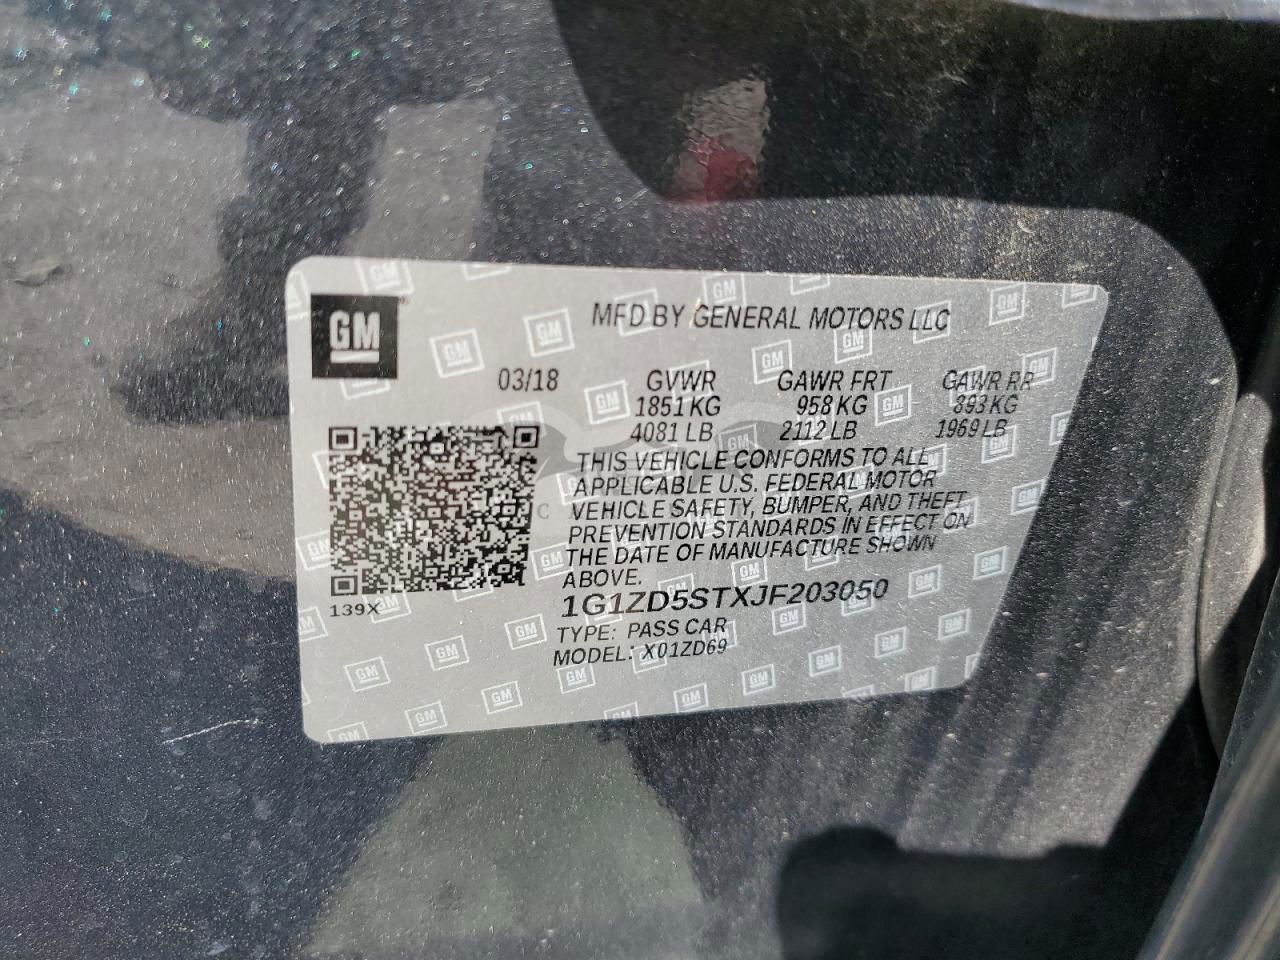 GM
MFD BY GENERAL MOTORS LLC
03/18 GVWR GAWR FRT GAWR RR
1851 KG 958 KG 893 KG
4081 LB 2112 LB 1969 LB
THIS VEHICLE CONFORMS TO ALL
APPLICABLE U.S. FEDERAL MOTOR
VEHICLE SAFETY, BUMPER, AND THEFT
PREVENTION STANDARDS IN EFFECT ON
THE DATE OF MANUFACTURE SHOWN
ABOVE.
139X
1G1ZD5STXJF203050
TYPE: PASS CAR
MODEL: X01ZD69